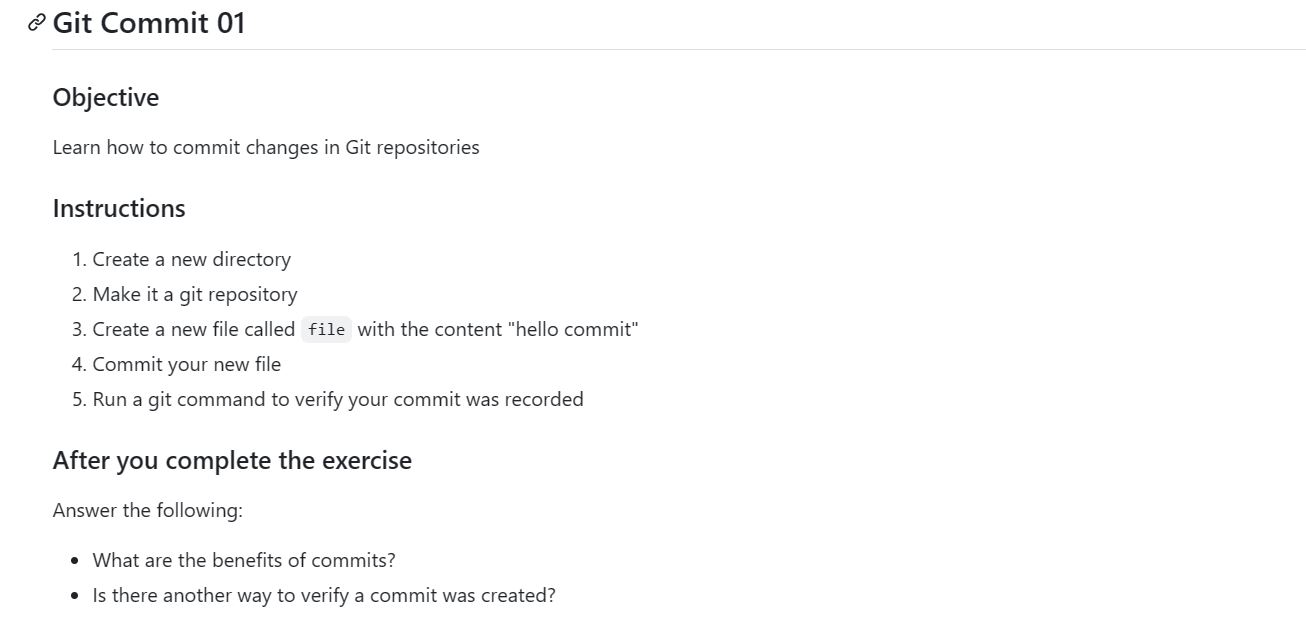 Git Commit 01
Objective
Learn how to commit changes in Git repositories
Instructions
1. Create a new directory
2. Make it a git repository
3. Create a new file called file with the content "hello commit"
4. Commit your new file
5. Run a git command to verify your commit was recorded
After you complete the exercise
Answer the following:
• What are the benefits of commits?
• Is there another way to verify a commit was created?